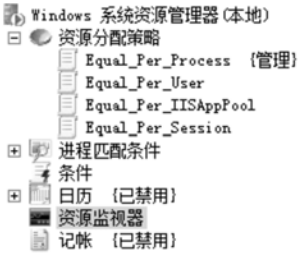 Windows 系统资源管理器(本地)
资源分配策略
Equal_Per_Process {管理}
Equal_Per_User
Equal_Per_IISAppPool
Equal_Per_Session
进程匹配条件
条件
日历 {已禁用}
资源监视器
记帐 {已禁用}